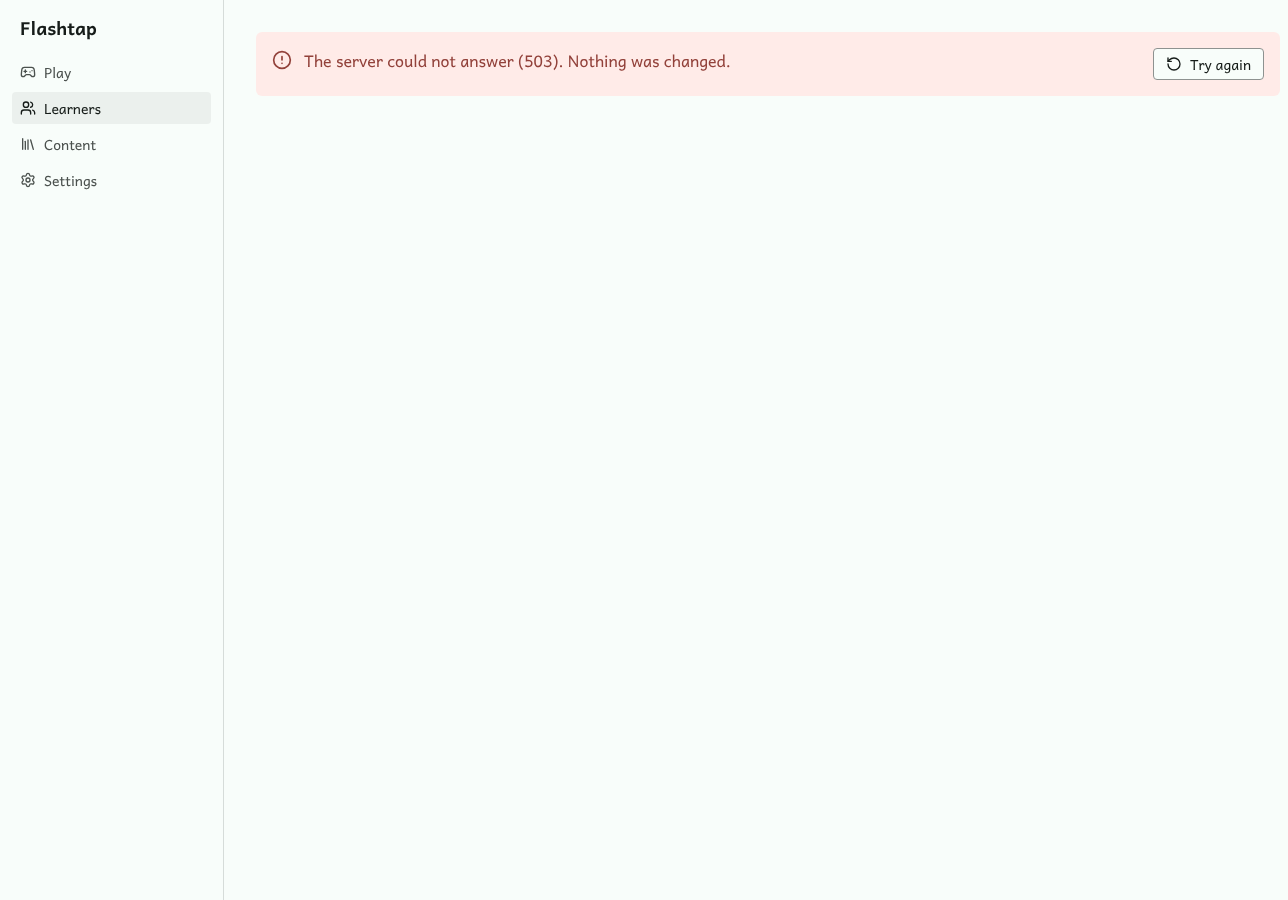 Flashtap
Play
Learners
Content
Settings
The server could not answer (503). Nothing was changed.
Try again